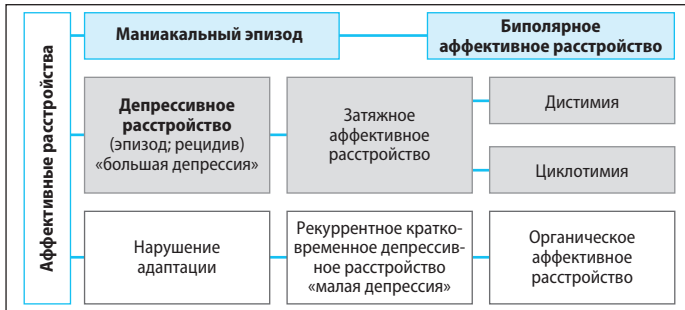 Аффективные расстройства
Маниакальный эпизод
Биполярное
аффективное расстройство
Депрессивное
расстройство
(эпизод; рецидив)
«большая депрессия»
Затяжное
аффективное
расстройство
Дистимия
Циклотимия
Нарушение
адаптации
Рекуррентное кратко-
временное депрессив-
ное расстройство
«малая депрессия»
Органическое
аффективное
расстройство